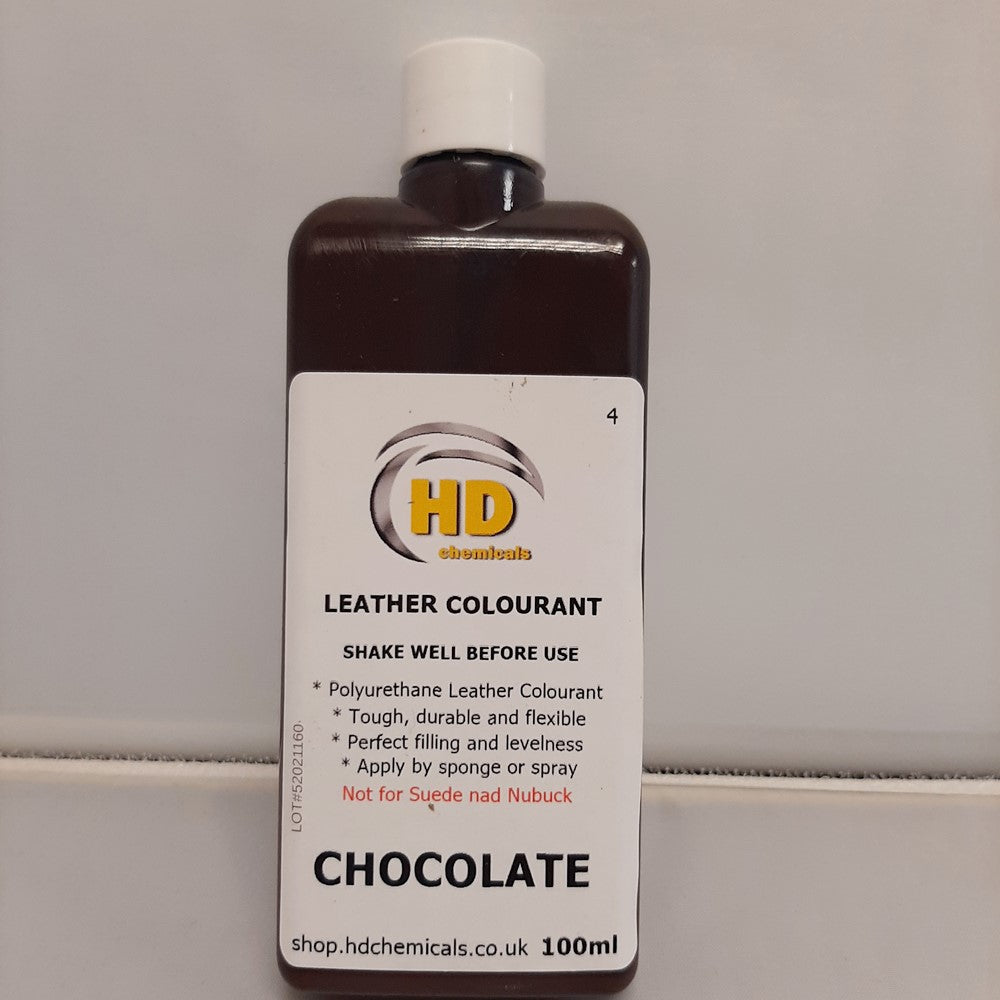 4
HD
chemicals
LEATHER COLOURANT
SHAKE WELL BEFORE USE
* Polyurethane Leather Colourant
* Tough, durable and flexible
* Perfect filling and levelness
* Apply by sponge or spray
Not for Suede nad Nubuck
LOT#52021160
CHOCOLATE
shop.hdchemicals.co.uk 100ml